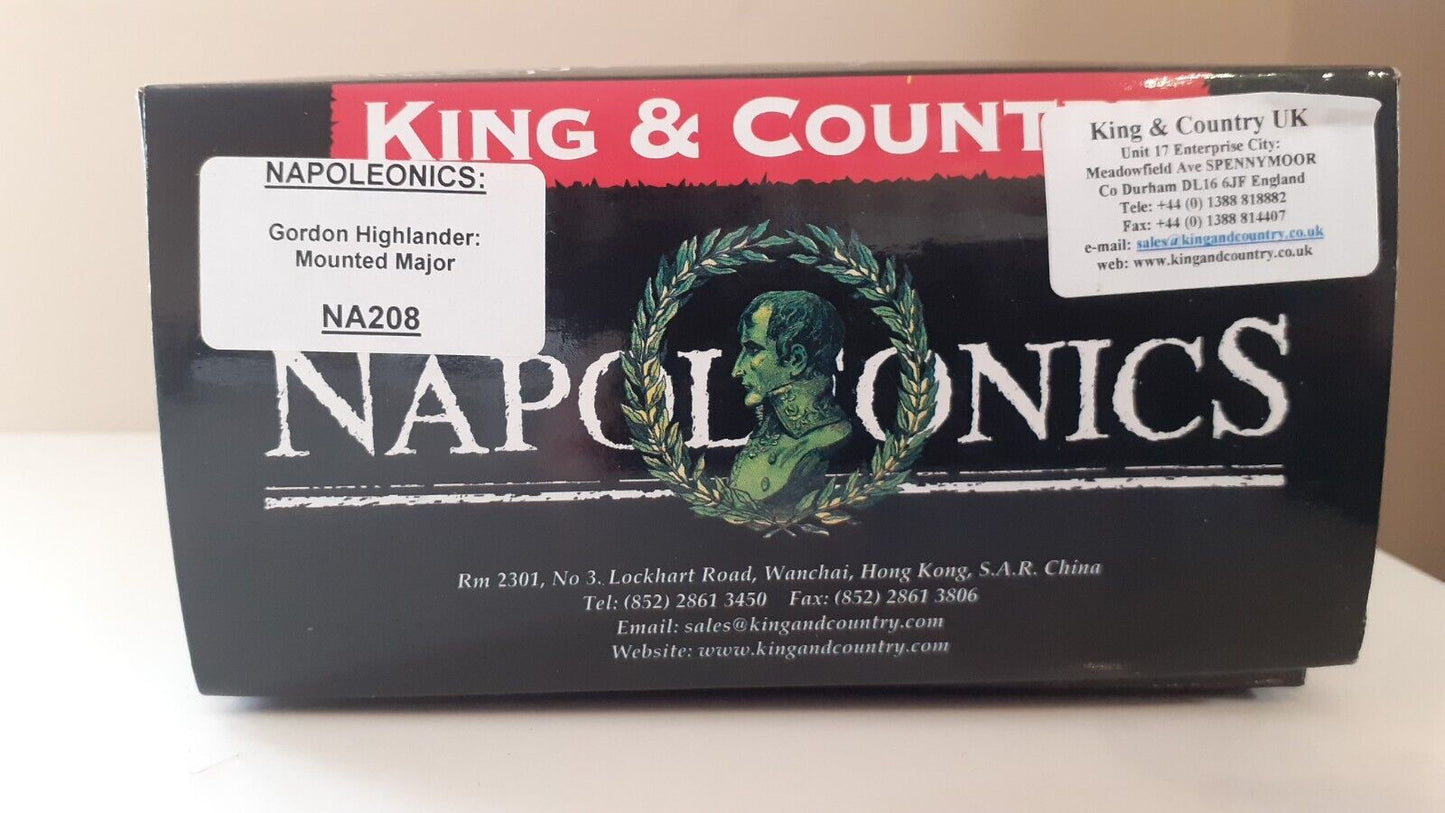 KING & COUNT
NAPOLEONICS:
Gordon Highlander:
Mounted Major
NA208
King & Country UK
Unit 17 Enterprise City:
Meadowfield Ave SPENNYMOOR
Co Durham DL16 6JF England
Tele: +44 (0) 1388 818882
Fax: +44 (0) 1388 814407
e-mail: sales@kingandcountry.co.uk
web: www.kingandcountry.co.uk
NAPOLEONICS
Rm 2301, No 3. Lockhart Road, Wanchai, Hong Kong, S.A.R. China
Tel: (852) 2861 3450 Fax: (852) 2861 3806
Email: sales@kingandcountry.com
Website: www.kingandcountry.com